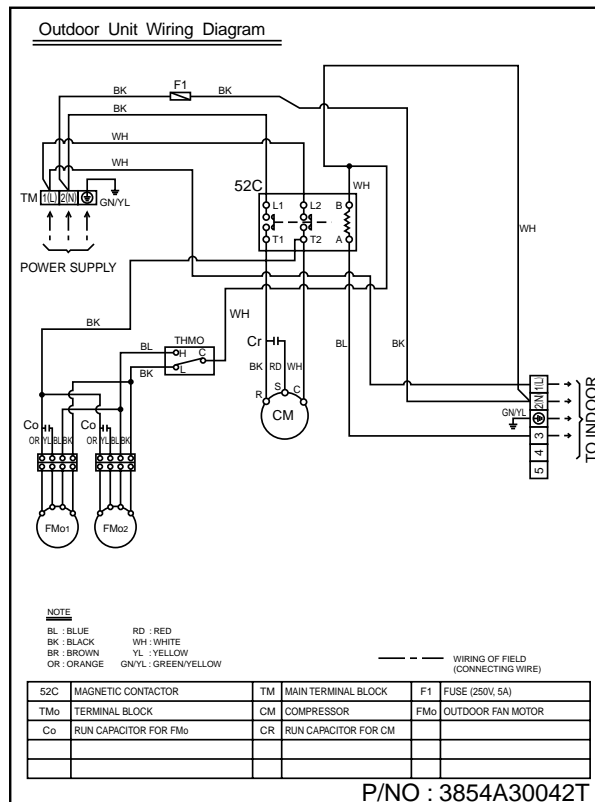 Outdoor Unit Wiring Diagram
BK F1 BK
BK
WH
WH
TM 1(L) 2(N) GN/YL
POWER SUPPLY
52C
L1 L2 B WH
T1 T2 A
WH
BK
THMO
WH
BL H C
BK L
Cr
BK RD WH
R S C
CM
BL
BK
1(L)
2(N)
GN/YL
3
4
5
TO INDOOR
Co Co
OR YL BL BK OR YL BL BK
FMo1 FMo2
NOTE
BL : BLUE RD : RED
BK : BLACK WH : WHITE
BR : BROWN YL : YELLOW
OR : ORANGE GN/YL : GREEN/YELLOW
WIRING OF FIELD
(CONNECTING WIRE)
52C MAGNETIC CONTACTOR TM MAIN TERMINAL BLOCK F1 FUSE (250V, 5A)
TMo TERMINAL BLOCK CM COMPRESSOR FMo OUTDOOR FAN MOTOR
Co RUN CAPACITOR FOR FMo CR RUN CAPACITOR FOR CM
P/NO : 3854A30042T